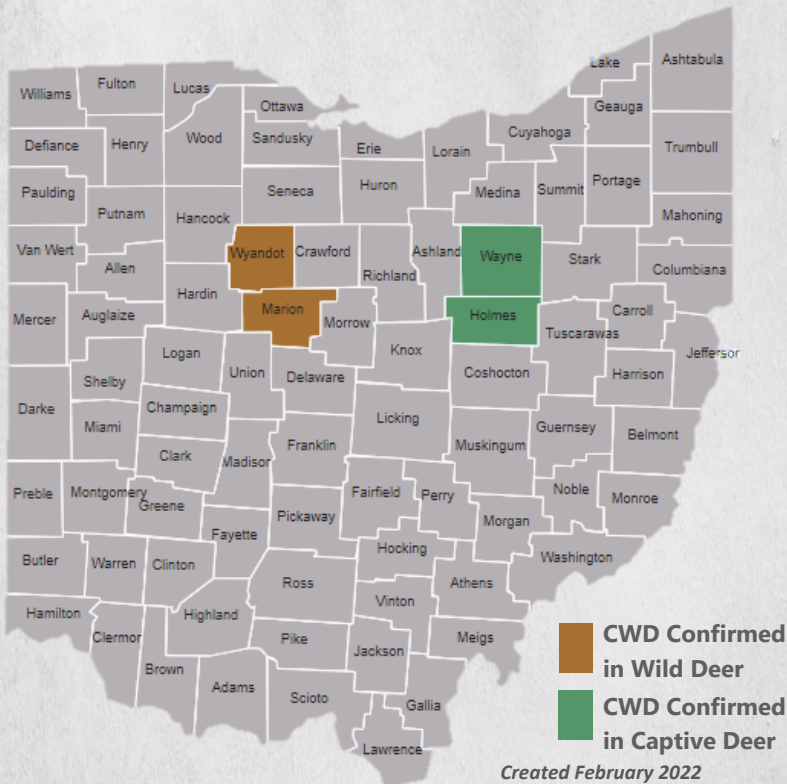 Lake
Ashtabula
Williams
Fulton
Lucas
Ottawa
Geauga
Defiance
Henry
Wood
Sandusky
Erie
Lorain
Cuyahoga
Trumbull
Paulding
Putnam
Hancock
Seneca
Huron
Medina
Summit
Portage
Mahoning
Van Wert
Allen
Wyandot
Crawford
Richland
Ashland
Wayne
Stark
Columbiana
Mercer
Auglaize
Hardin
Marion
Morrow
Holmes
Tuscarawas
Carroll
Jefferson
Shelby
Logan
Union
Delaware
Knox
Coshocton
Harrison
Darke
Miami
Champaign
Licking
Guernsey
Belmont
Clark
Madison
Franklin
Muskingum
Preble
Montgomery
Greene
Fairfield
Perry
Noble
Monroe
Fayette
Pickaway
Morgan
Butler
Warren
Clinton
Hocking
Washington
Ross
Vinton
Athens
Hamilton
Clermor
Highland
Pike
Jackson
Meigs
Brown
Adams
Scioto
Gallia
Lawrence
CWD Confirmed
in Wild Deer
CWD Confirmed
in Captive Deer
Created February 2022